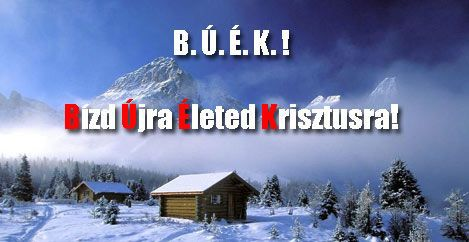 B. Ú. É. K. !
Bízd Újra Életed Krisztusra!